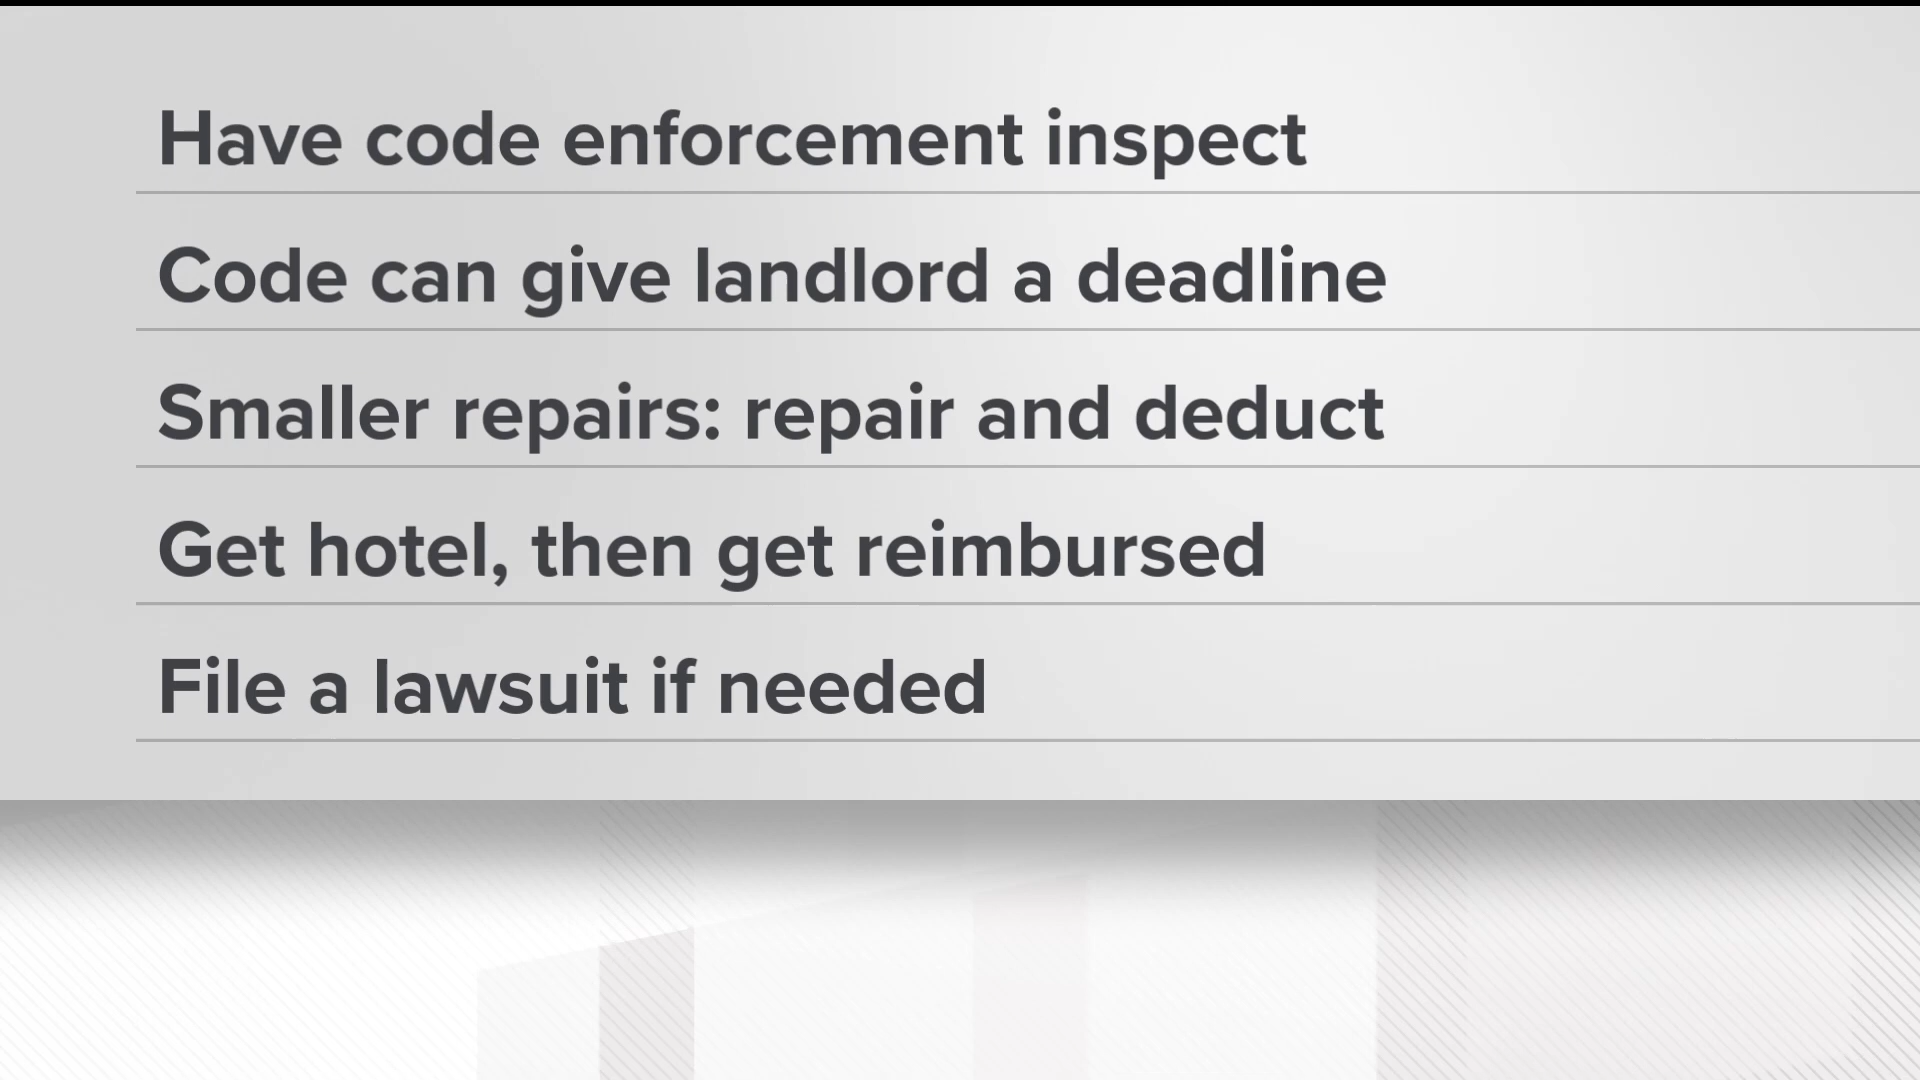 Have code enforcement inspect
Code can give landlord a deadline
Smaller repairs: repair and deduct
Get hotel, then get reimbursed
File a lawsuit if needed